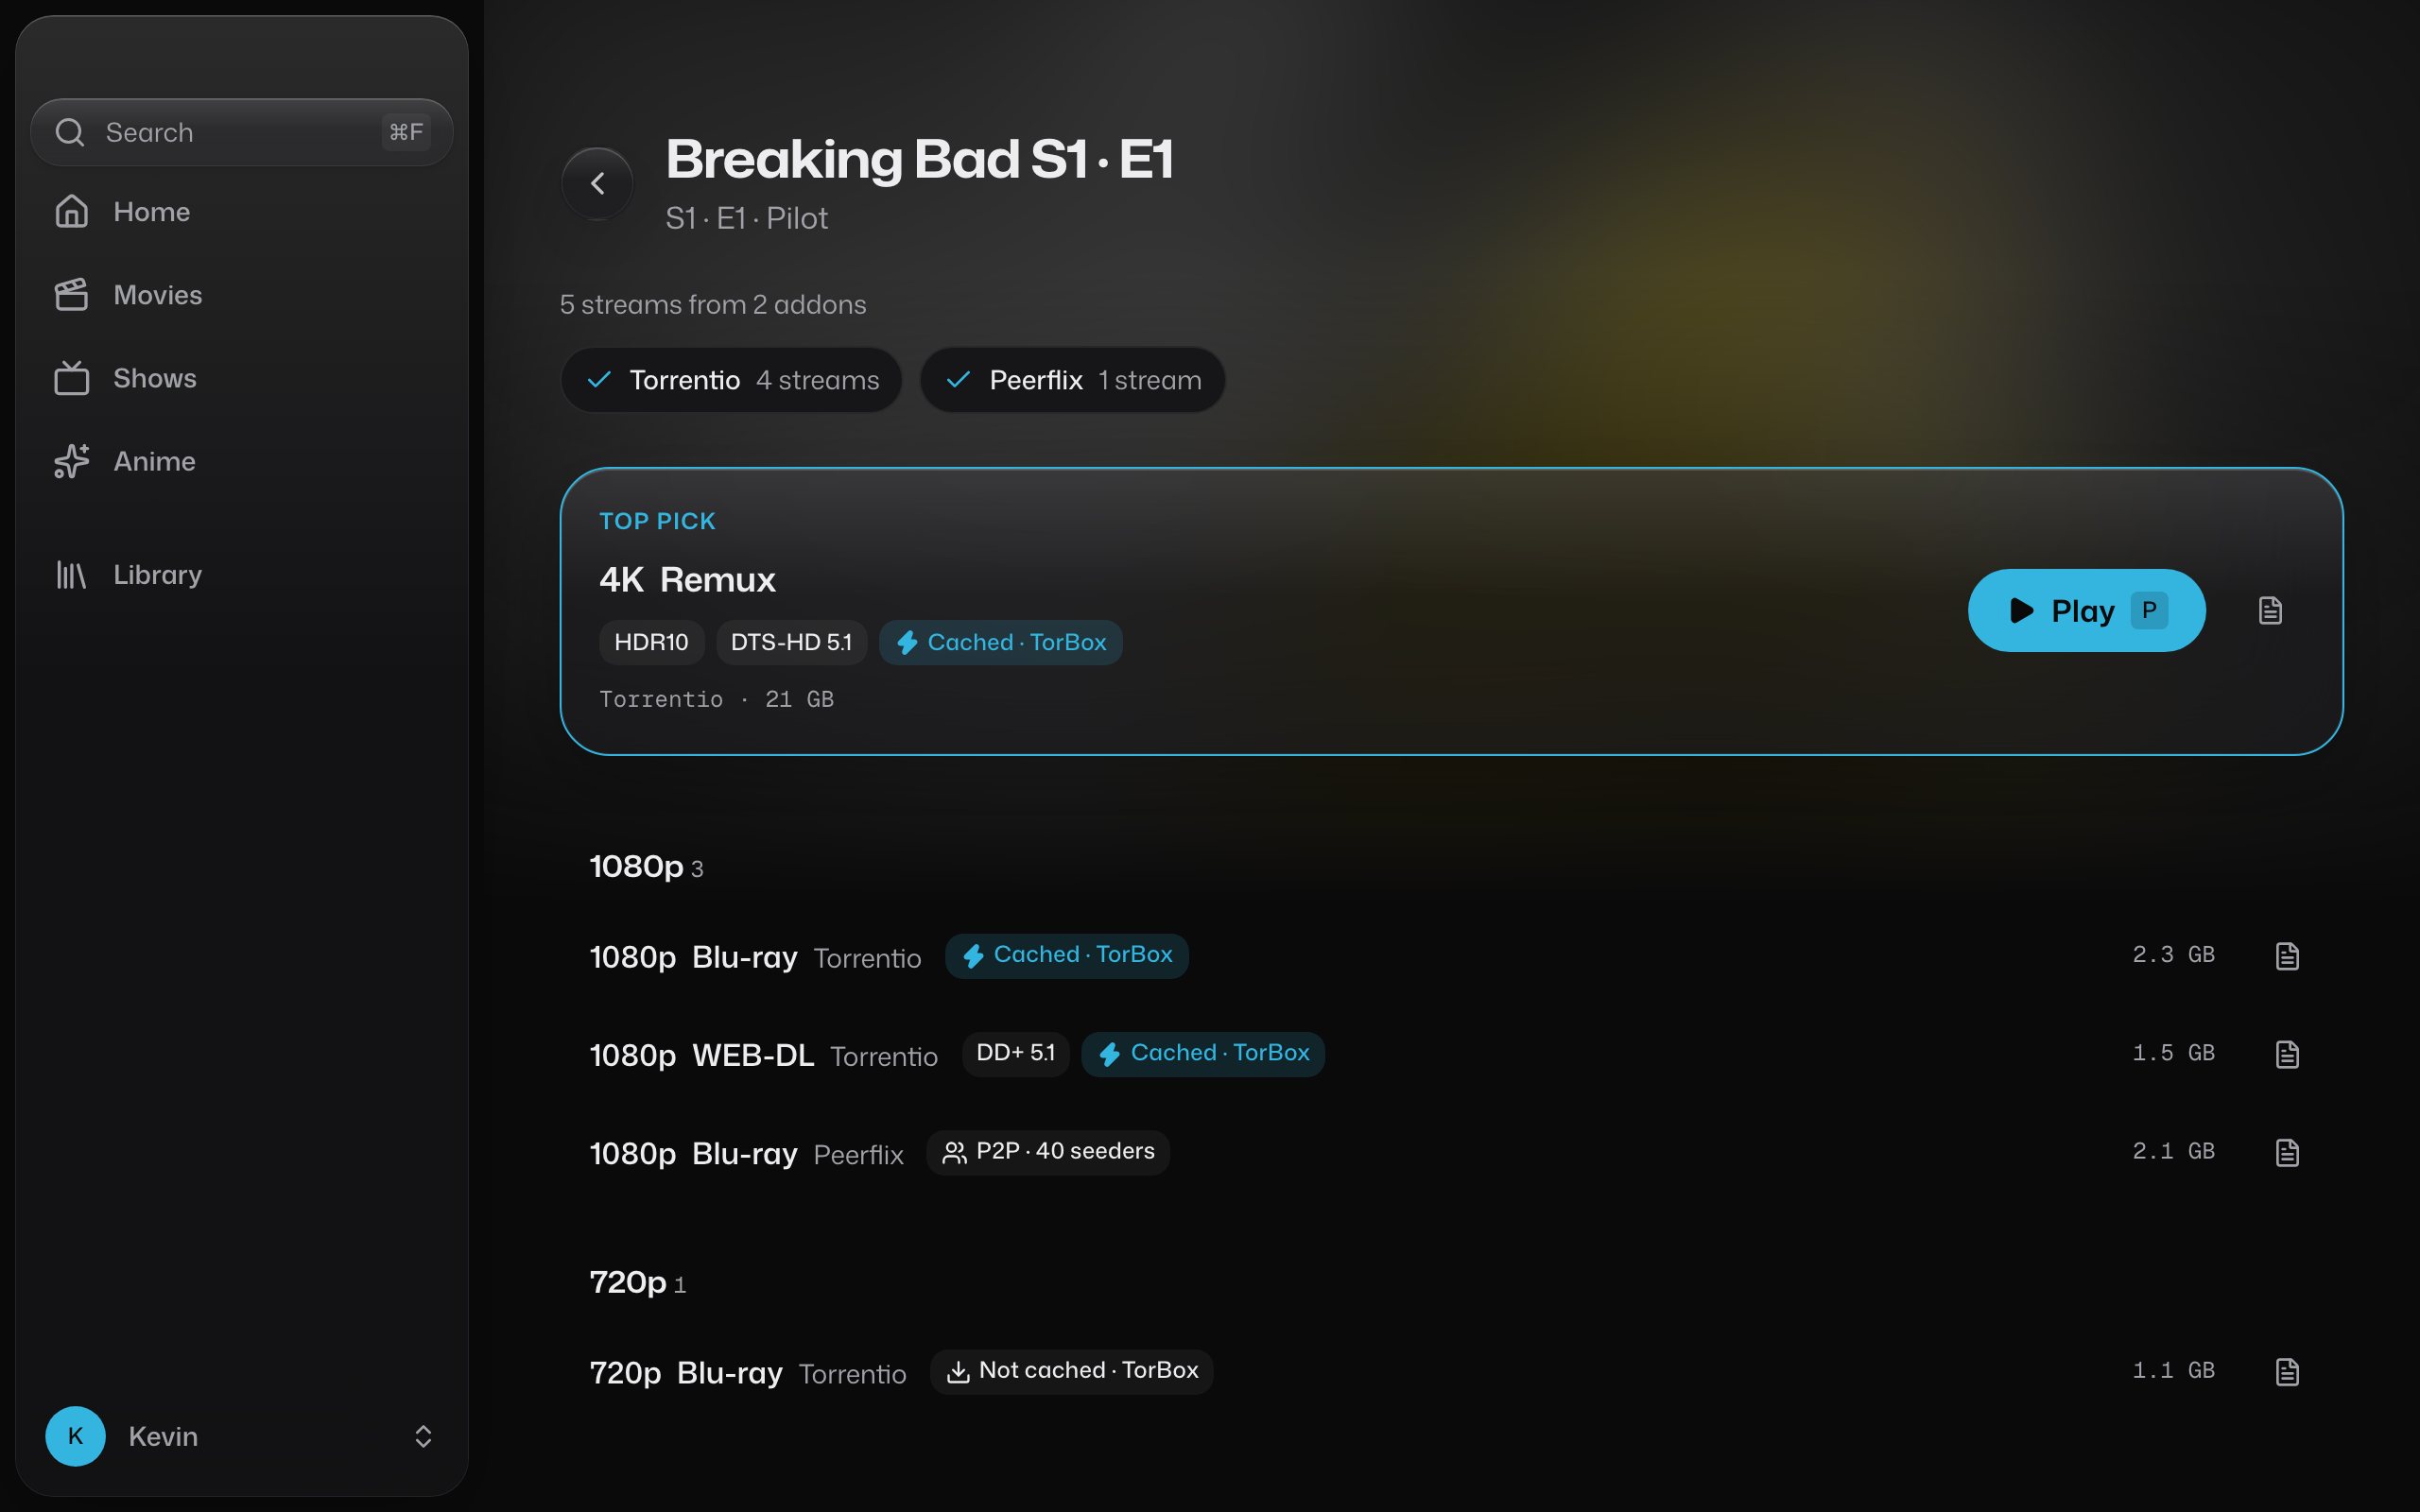 Search ⌘F
Home
Movies
Shows
Anime
Library
K Kevin
Breaking Bad S1 · E1
S1 · E1 · Pilot
5 streams from 2 addons
Torrentio 4 streams
Peerflix 1 stream
TOP PICK
4K Remux
HDR10 DTS-HD 5.1 Cached · TorBox
Torrentio · 21 GB
Play P
1080p 3
1080p Blu-ray Torrentio Cached · TorBox 2.3 GB
1080p WEB-DL Torrentio DD+ 5.1 Cached · TorBox 1.5 GB
1080p Blu-ray Peerflix P2P · 40 seeders 2.1 GB
720p 1
720p Blu-ray Torrentio Not cached · TorBox 1.1 GB